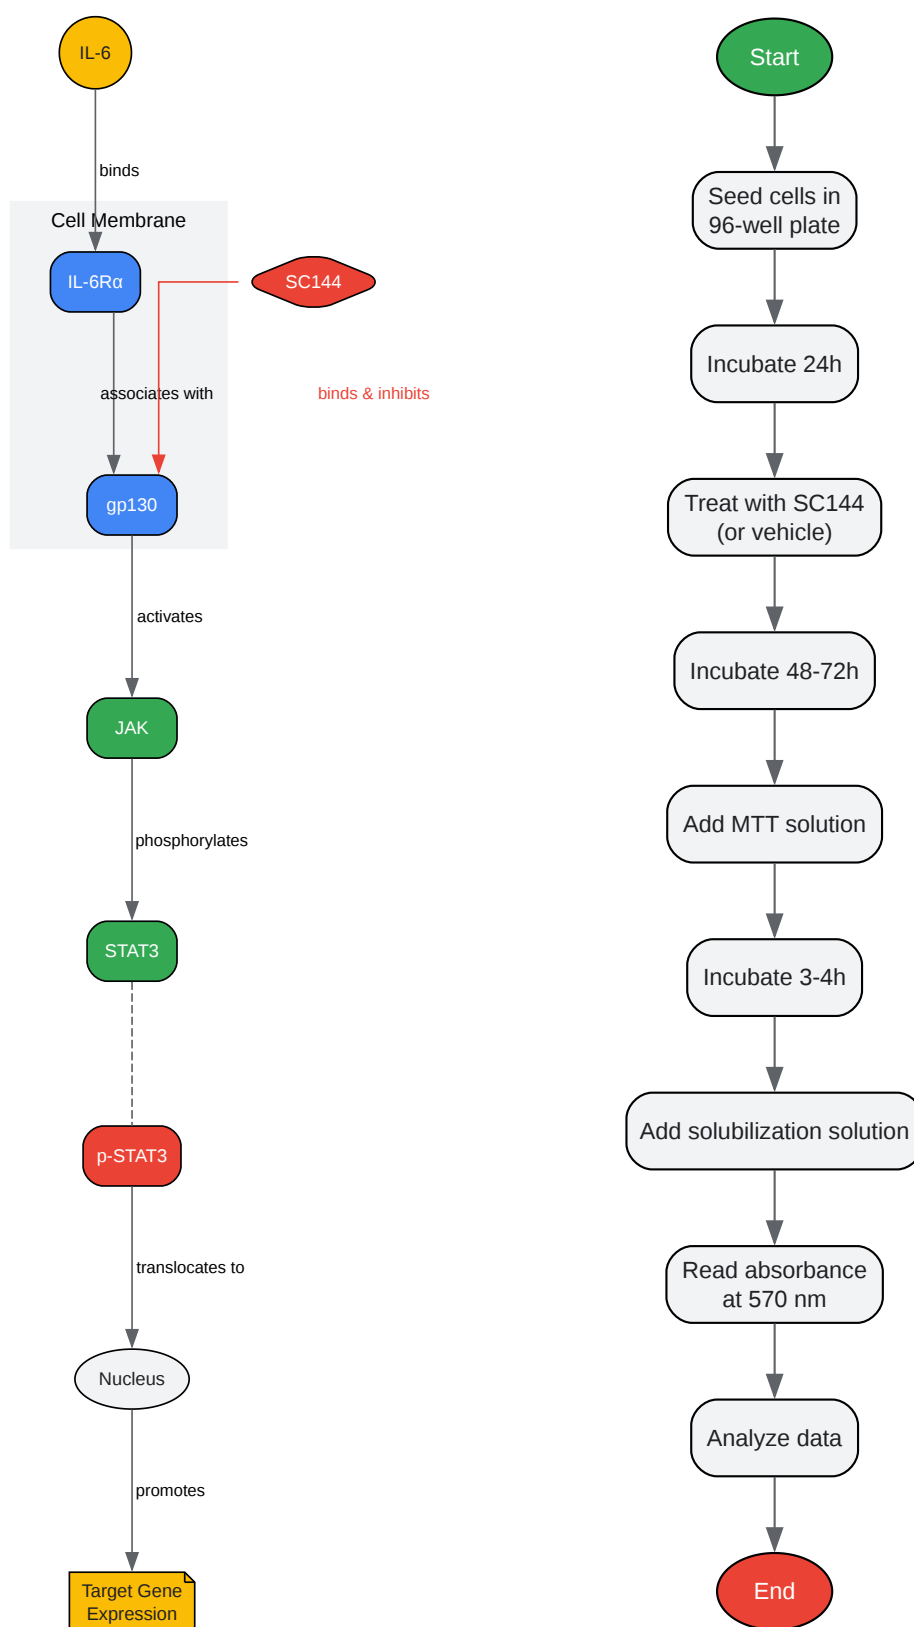 IL-6
binds
Cell Membrane
IL-6Rα
SC144
associates with
binds & inhibits
gp130
activates
JAK
phosphorylates
STAT3
p-STAT3
translocates to
Nucleus
promotes
Target Gene
Expression
Start
Seed cells in
96-well plate
Incubate 24h
Treat with SC144
(or vehicle)
Incubate 48-72h
Add MTT solution
Incubate 3-4h
Add solubilization solution
Read absorbance
at 570 nm
Analyze data
End